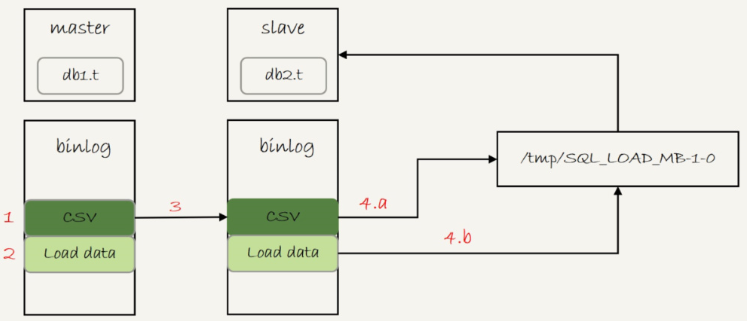 master
slave
db1.t
db2.t
binlog
binlog
/tmp/SQL_LOAD_MB-1-0
1
CSV
3
CSV
4.a
2
Load data
Load data
4.b